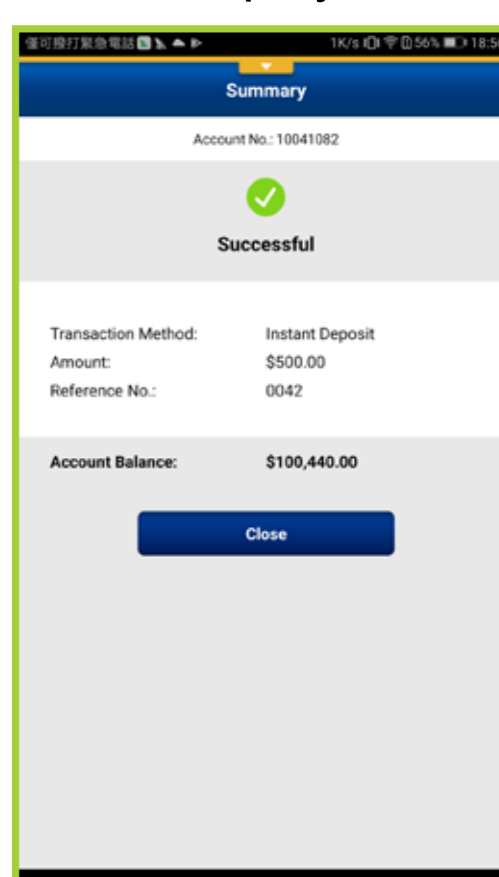 僅可撥打緊急電話 1K/s 56% 18:56
Summary
Account No.: 10041082
Successful
Transaction Method: Instant Deposit
Amount: $500.00
Reference No.: 0042
Account Balance: $100,440.00
Close